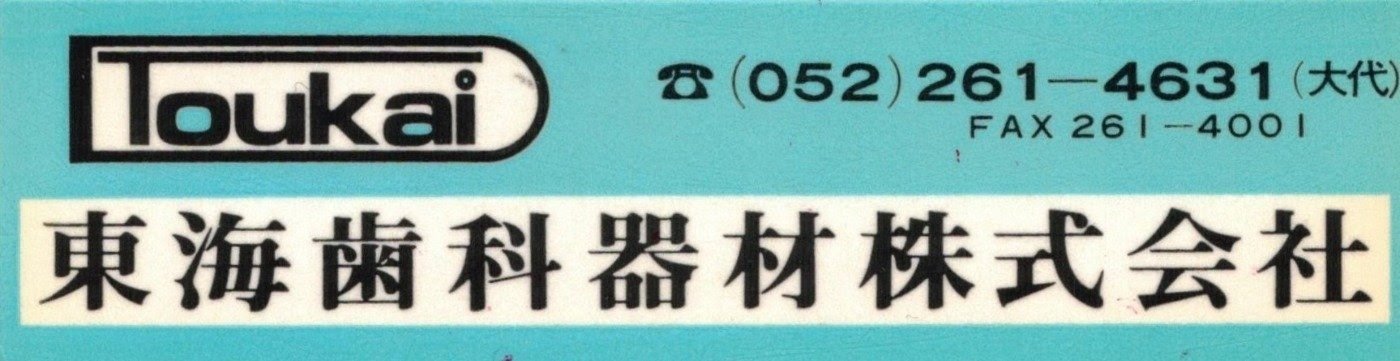 Toukai
☎(052)261—4631(大代)
FAX 261—4001
東海歯科器材株式会社